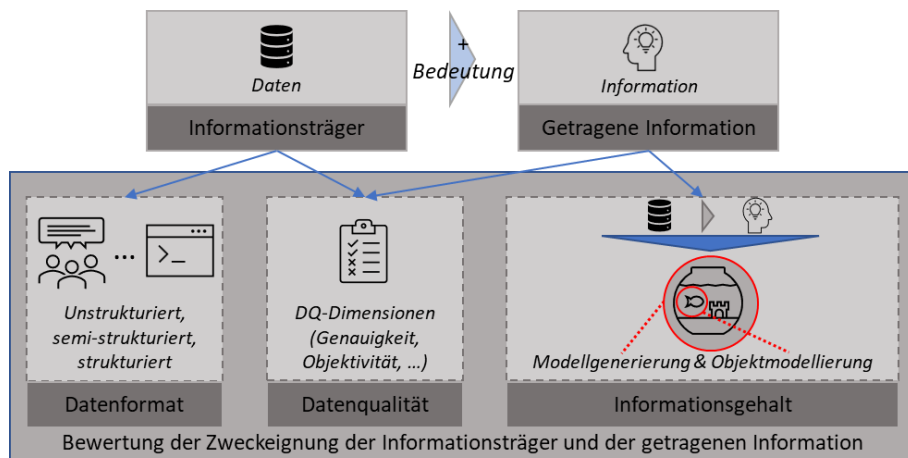 Daten
Informationsträger
+
Bedeutung
Information
Getragene Information
...
Unstrukturiert,
semi-strukturiert,
strukturiert
Datenformat
DQ-Dimensionen
(Genauigkeit,
Objektivität, ...)
Datenqualität
Modellgenerierung & Objektmodellierung
Informationsgehalt
Bewertung der Zweckeignung der Informationsträger und der getragenen Information